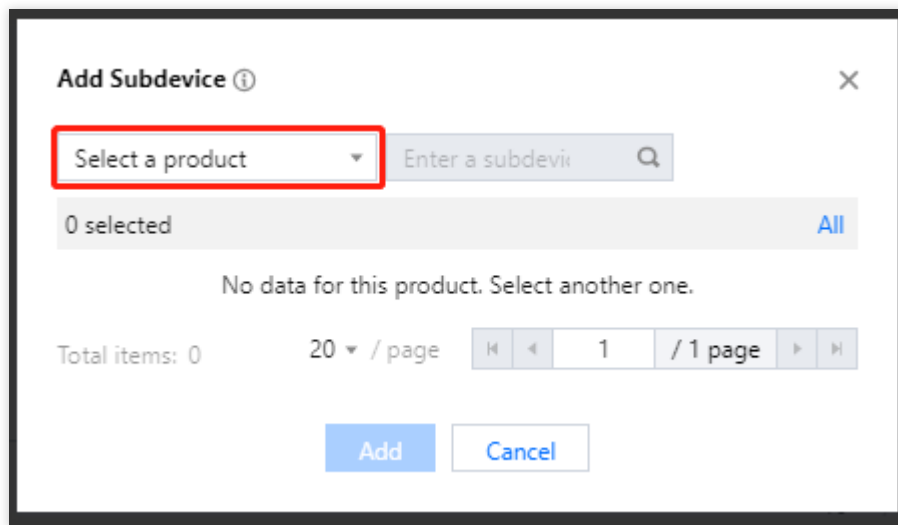 Add Subdevice
Select a product
Enter a subdevic
0 selected
All
No data for this product. Select another one.
Total items: 0
20 / page
1
/ 1 page
Add
Cancel